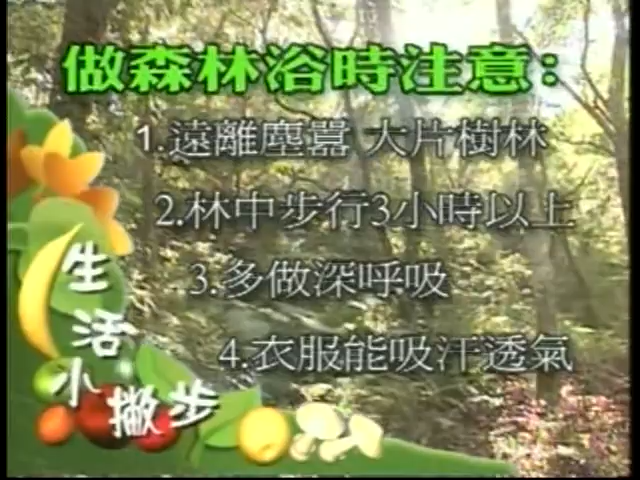 做森林浴時注意：
1.遠離塵囂 大片樹林
2.林中步行3小時以上
3.多做深呼吸
4.衣服能吸汗透氣
生活小撇步